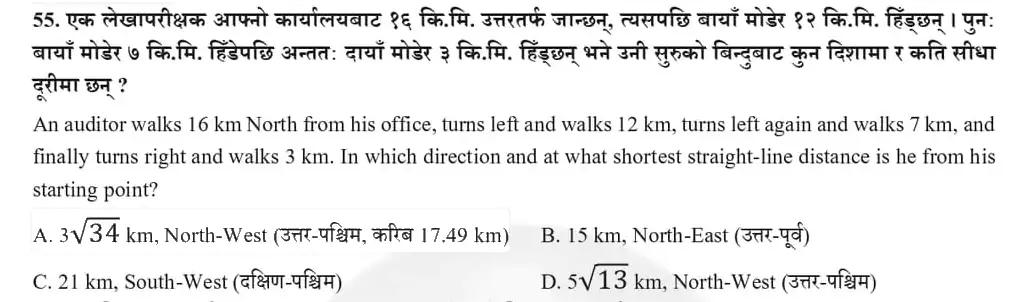 55. एक लेखापरीक्षक आफ्नो कार्यालयबाट १६ कि.मि. उत्तरतर्फ जान्छन्, त्यसपछि बायाँ मोडेर १२ कि.मि. हिँड्छन् । पुनः
बायाँ मोडेर ७ कि.मि. हिँडेपछि अन्ततः दायाँ मोडेर ३ कि.मि. हिँड्छन् भने उनी सुरुको बिन्दुबाट कुन दिशामा र कति सीधा
दूरीमा छन् ?
An auditor walks 16 km North from his office, turns left and walks 12 km, turns left again and walks 7 km, and
finally turns right and walks 3 km. In which direction and at what shortest straight-line distance is he from his
starting point?
A. 3√34 km, North-West (उत्तर-पश्चिम, करिब 17.49 km) B. 15 km, North-East (उत्तर-पूर्व)
C. 21 km, South-West (दक्षिण-पश्चिम) D. 5√13 km, North-West (उत्तर-पश्चिम)